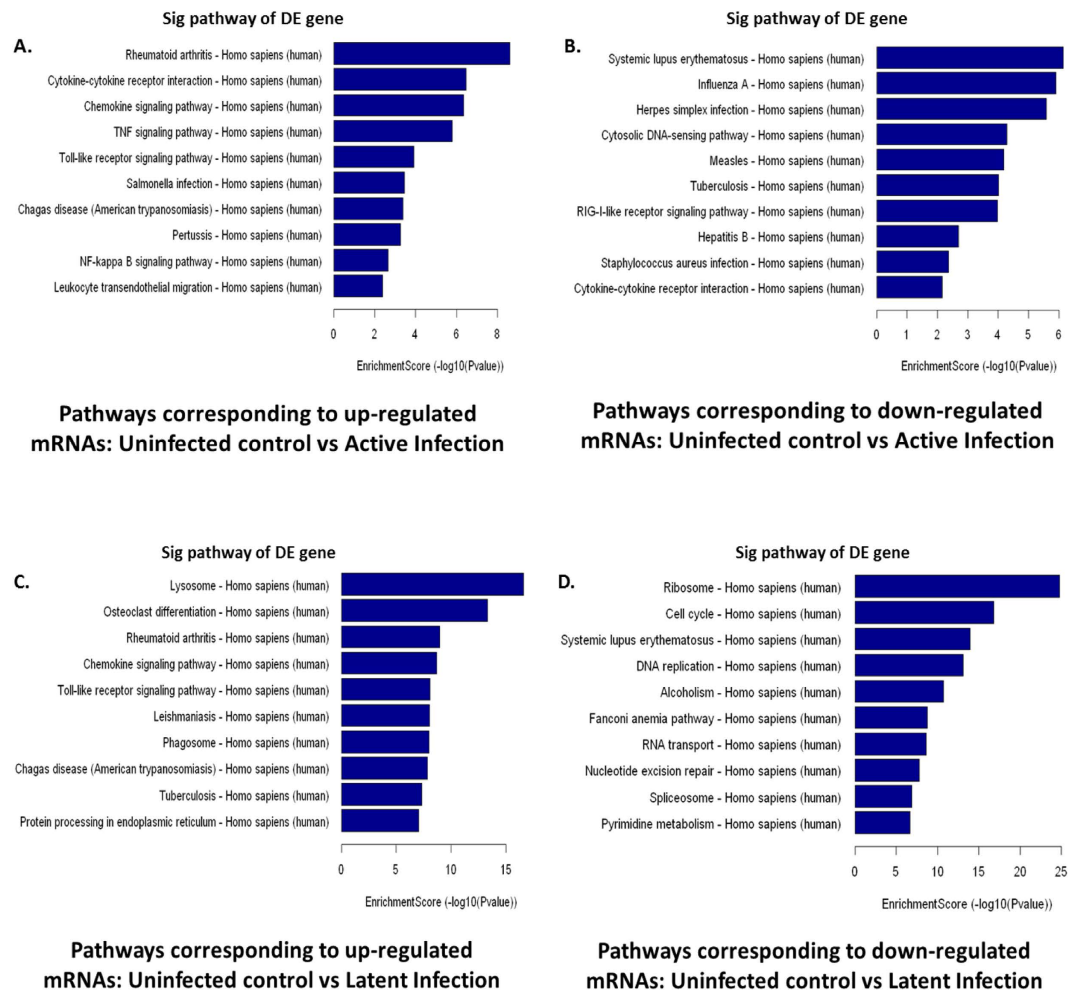 Sig pathway of DE gene
A.
Rheumatoid arthritis - Homo sapiens (human)
Cytokine-cytokine receptor interaction - Homo sapiens (human)
Chemokine signaling pathway - Homo sapiens (human)
TNF signaling pathway - Homo sapiens (human)
Toll-like receptor signaling pathway - Homo sapiens (human)
Salmonella infection - Homo sapiens (human)
Chagas disease (American trypanosomiasis) - Homo sapiens (human)
Pertussis - Homo sapiens (human)
NF-kappa B signaling pathway - Homo sapiens (human)
Leukocyte transendothelial migration - Homo sapiens (human)
0 2 4 6 8
EnrichmentScore (-log10(Pvalue))
Pathways corresponding to up-regulated
mRNAs: Uninfected control vs Active Infection
Sig pathway of DE gene
B.
Systemic lupus erythematosus - Homo sapiens (human)
Influenza A - Homo sapiens (human)
Herpes simplex infection - Homo sapiens (human)
Cytosolic DNA-sensing pathway - Homo sapiens (human)
Measles - Homo sapiens (human)
Tuberculosis - Homo sapiens (human)
RIG-I-like receptor signaling pathway - Homo sapiens (human)
Hepatitis B - Homo sapiens (human)
Staphylococcus aureus infection - Homo sapiens (human)
Cytokine-cytokine receptor interaction - Homo sapiens (human)
0 1 2 3 4 5 6
EnrichmentScore (-log10(Pvalue))
Pathways corresponding to down-regulated
mRNAs: Uninfected control vs Active Infection
Sig pathway of DE gene
C.
Lysosome - Homo sapiens (human)
Osteoclast differentiation - Homo sapiens (human)
Rheumatoid arthritis - Homo sapiens (human)
Chemokine signaling pathway - Homo sapiens (human)
Toll-like receptor signaling pathway - Homo sapiens (human)
Leishmaniasis - Homo sapiens (human)
Phagosome - Homo sapiens (human)
Chagas disease (American trypanosomiasis) - Homo sapiens (human)
Tuberculosis - Homo sapiens (human)
Protein processing in endoplasmic reticulum - Homo sapiens (human)
0 5 10 15
EnrichmentScore (-log10(Pvalue))
Pathways corresponding to up-regulated
mRNAs: Uninfected control vs Latent Infection
Sig pathway of DE gene
D.
Ribosome - Homo sapiens (human)
Cell cycle - Homo sapiens (human)
Systemic lupus erythematosus - Homo sapiens (human)
DNA replication - Homo sapiens (human)
Alcoholism - Homo sapiens (human)
Fanconi anemia pathway - Homo sapiens (human)
RNA transport - Homo sapiens (human)
Nucleotide excision repair - Homo sapiens (human)
Spliceosome - Homo sapiens (human)
Pyrimidine metabolism - Homo sapiens (human)
0 5 10 15 20 25
EnrichmentScore (-log10(Pvalue))
Pathways corresponding to down-regulated
mRNAs: Uninfected control vs Latent Infection